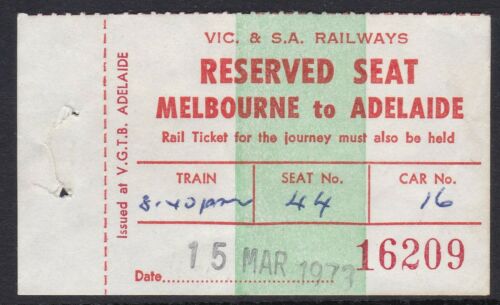 VIC. & S.A. RAILWAYS
RESERVED SEAT
MELBOURNE to ADELAIDE
Rail Ticket for the journey must also be held
TRAIN SEAT No. CAR No.
8.40pm 44 16
15 MAR 1973
Date 16209
Issued at V.G.T.B. ADELAIDE